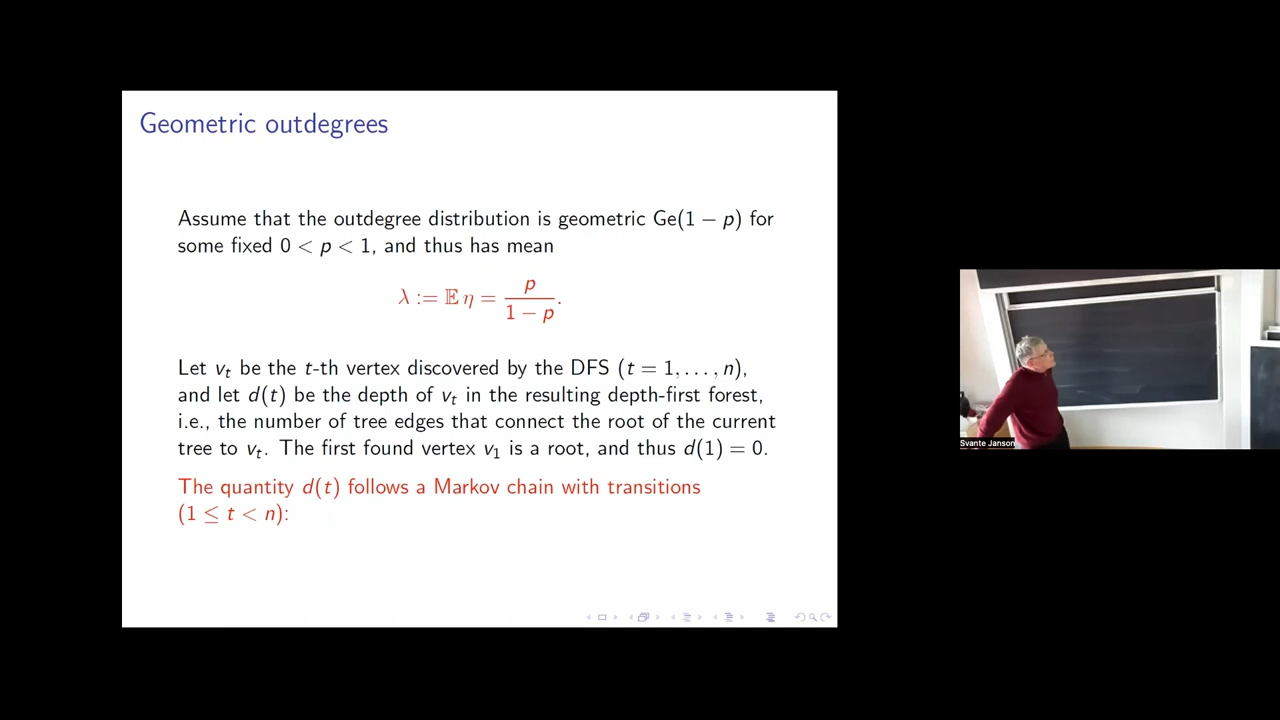 Geometric outdegrees
Assume that the outdegree distribution is geometric Ge(1 − p) for
some fixed 0 < p < 1, and thus has mean
λ := 𝔼 η = p / (1 − p).
Let v_t be the t-th vertex discovered by the DFS (t = 1, . . . , n),
and let d(t) be the depth of v_t in the resulting depth-first forest,
i.e., the number of tree edges that connect the root of the current
tree to v_t. The first found vertex v_1 is a root, and thus d(1) = 0.
The quantity d(t) follows a Markov chain with transitions
(1 ≤ t < n):
Svante Janson